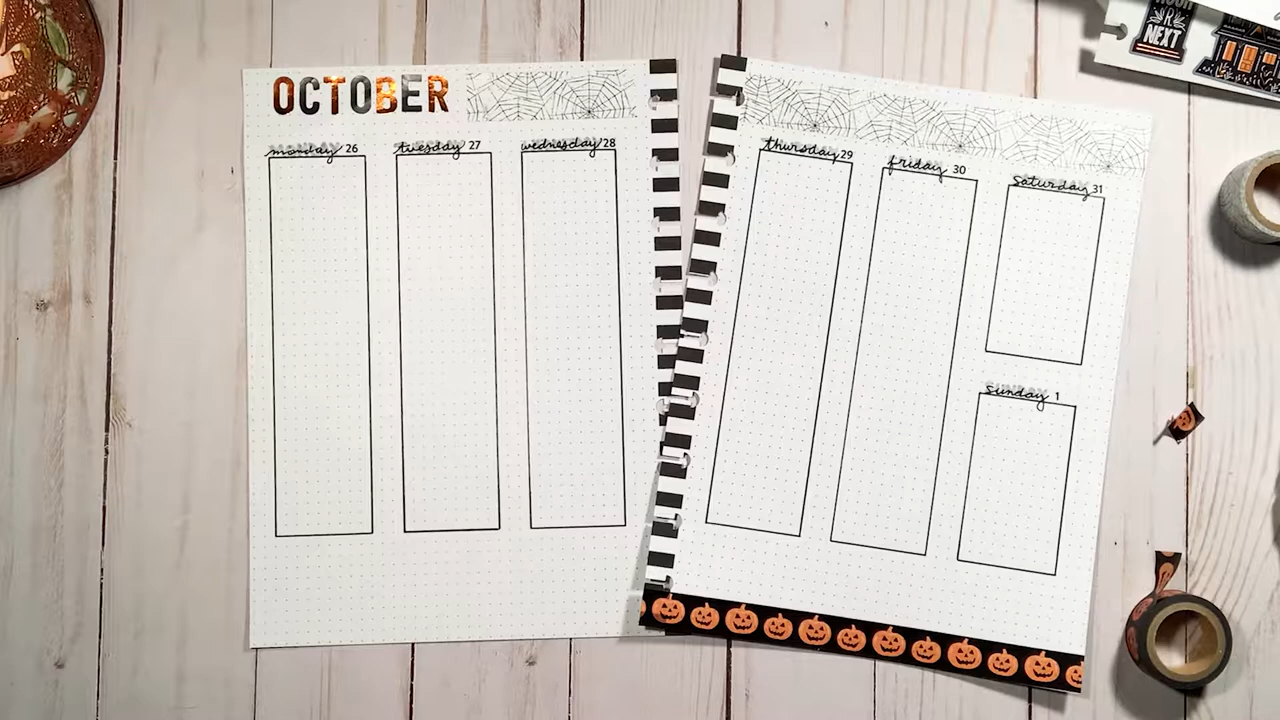 OCTOBER
monday 26
tuesday 27
wednesday 28
thursday 29
friday 30
saturday 31
sunday 1
R
NEXT